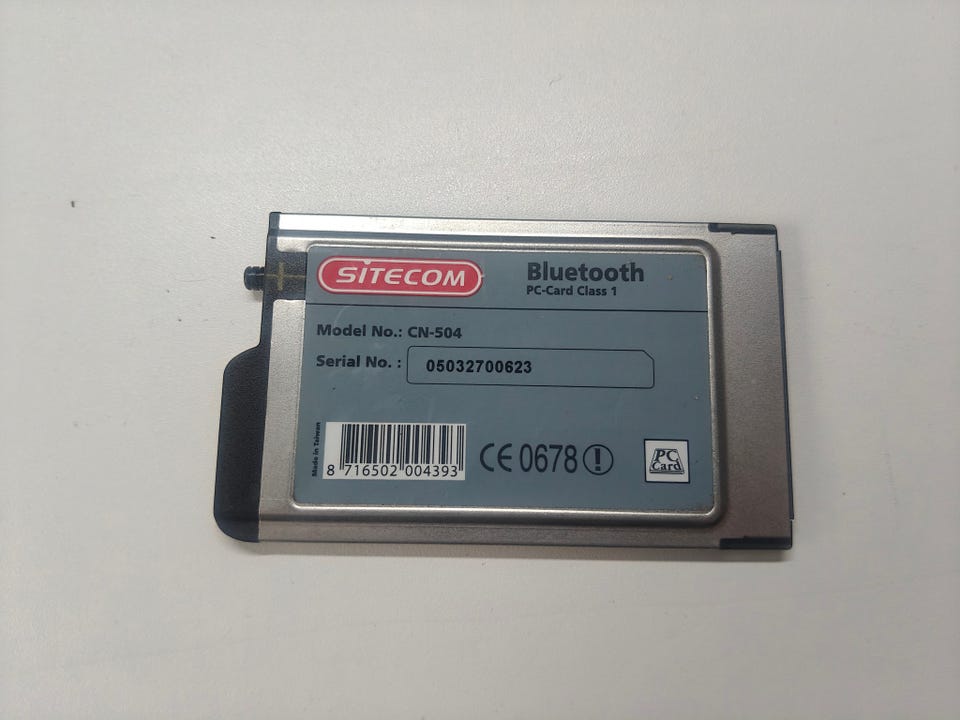 SITECOM
Bluetooth
PC-Card Class 1
Model No.: CN-504
Serial No. : 05032700623
Made in Taiwan
8 716502 004393
CE 0678 !
PC
Card